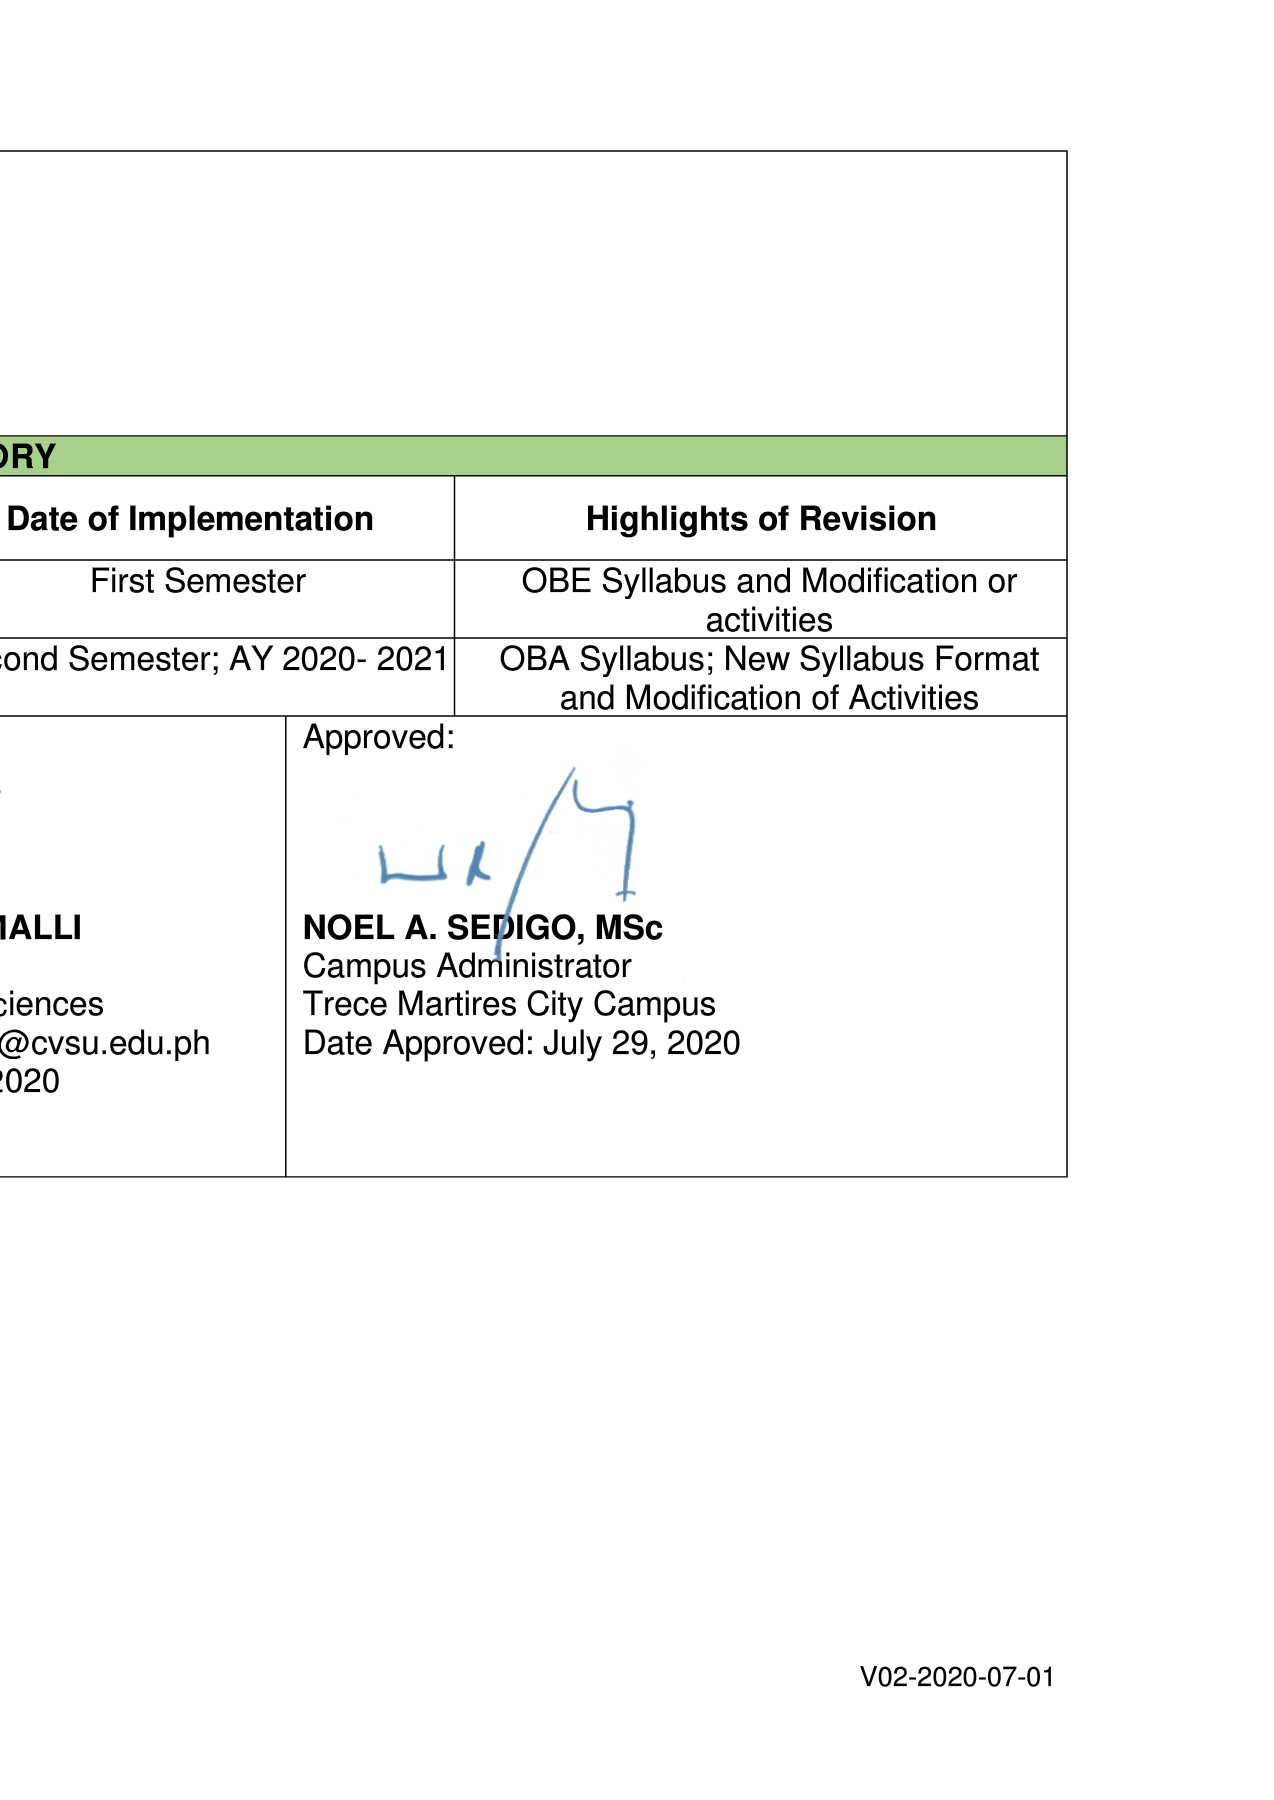 ORY
Date of Implementation
Highlights of Revision
First Semester
OBE Syllabus and Modification or
activities
cond Semester; AY 2020- 2021
OBA Syllabus; New Syllabus Format
and Modification of Activities
Approved:
MALLI
ciences
@cvsu.edu.ph
2020
NOEL A. SEDIGO, MSc
Campus Administrator
Trece Martires City Campus
Date Approved: July 29, 2020
V02-2020-07-01